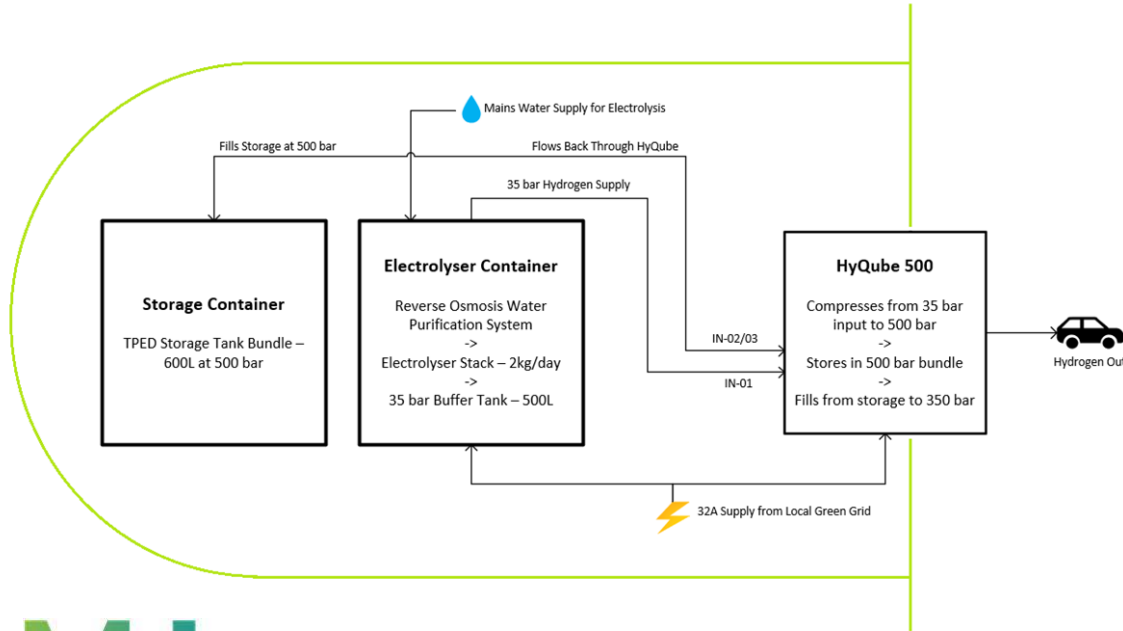 Mains Water Supply for Electrolysis
Fills Storage at 500 bar
Flows Back Through HyQube
35 bar Hydrogen Supply
Storage Container
TPED Storage Tank Bundle –
600L at 500 bar
Electrolyser Container
Reverse Osmosis Water
Purification System
->
Electrolyser Stack – 2kg/day
->
35 bar Buffer Tank – 500L
IN-02/03
IN-01
HyQube 500
Compresses from 35 bar
input to 500 bar
->
Stores in 500 bar bundle
->
Fills from storage to 350 bar
Hydrogen Out
32A Supply from Local Green Grid